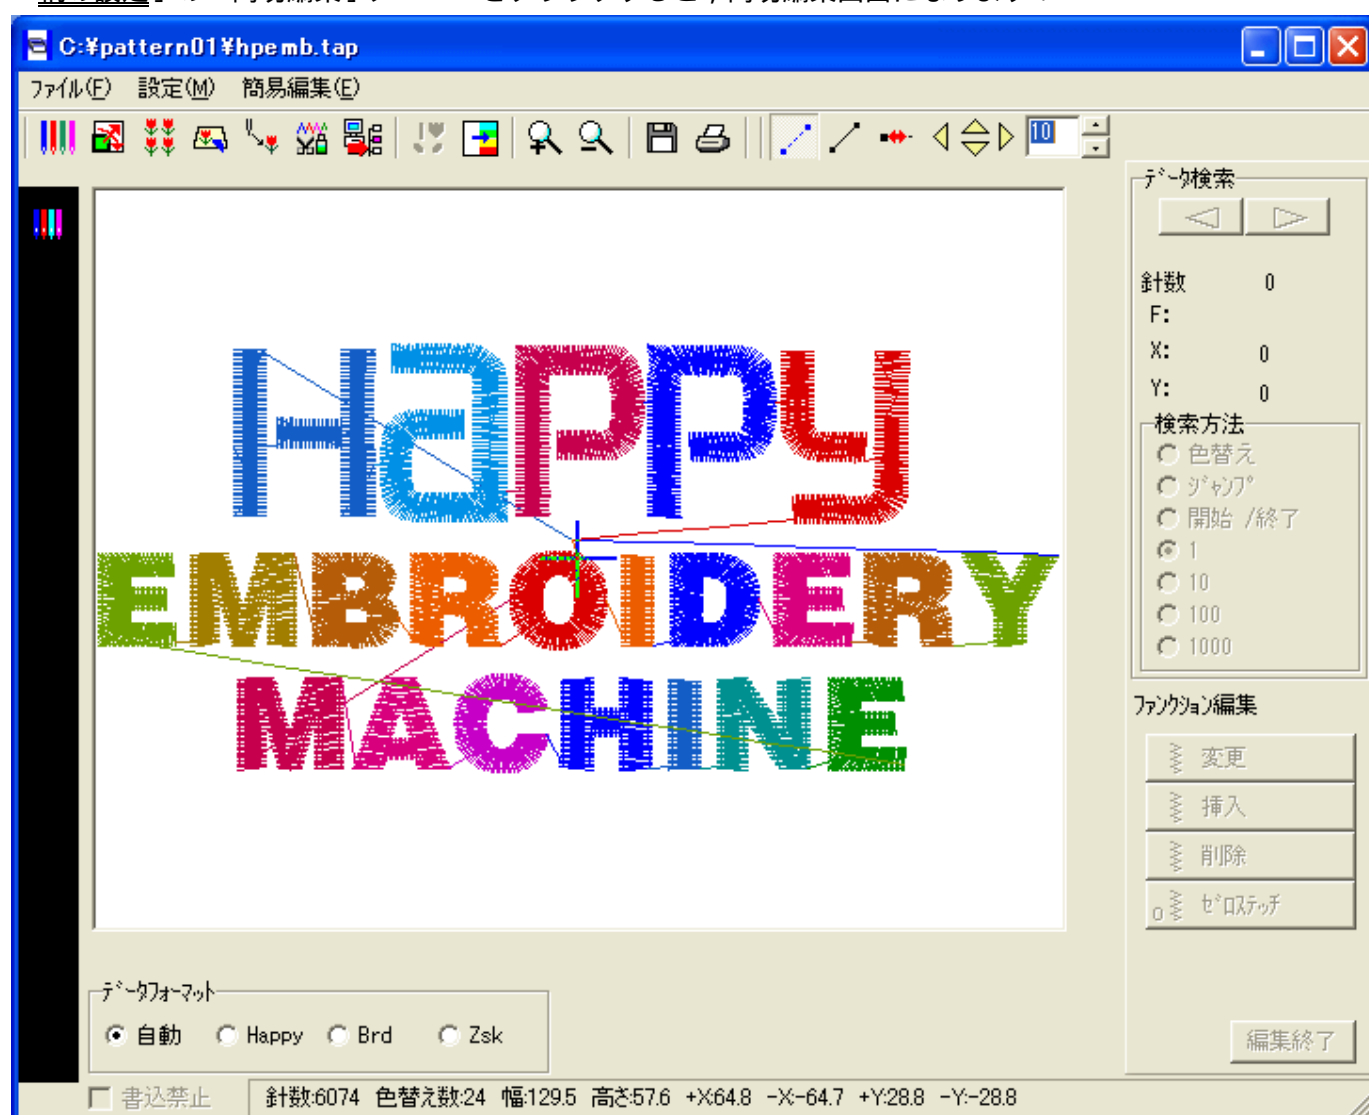 C:¥pattern01¥hpemb.tap
ファイル(F) 設定(M) 簡易編集(E)
10
データ検索
針数 0
F:
X: 0
Y: 0
検索方法
色替え
ジャンプ
開始 /終了
1
10
100
1000
Happy
EMBROIDERY
MACHINE
ファンクション編集
変更
挿入
削除
0 ゼロステッチ
データフォーマット
自動 Happy Brd Zsk
編集終了
書込禁止 針数:6074 色替え数:24 幅:129.5 高さ:57.6 +X:64.8 -X:-64.7 +Y:28.8 -Y:-28.8